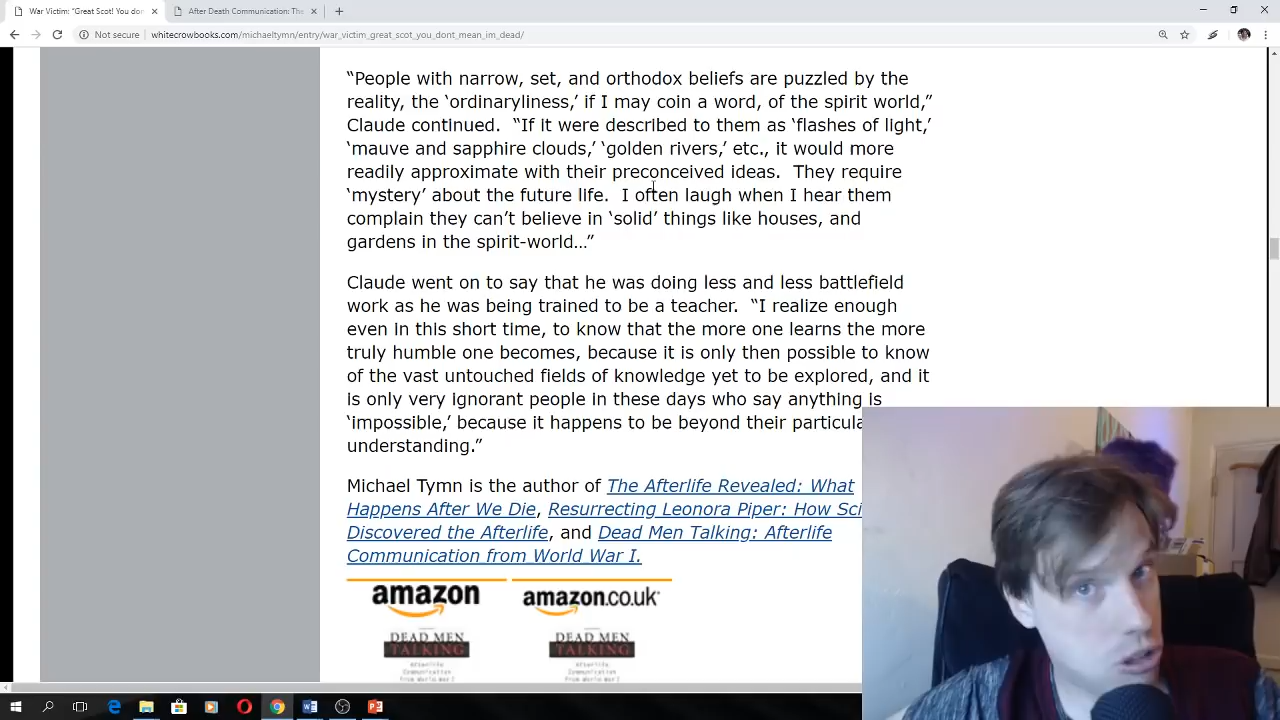 War Victim: “Great Scot! You don
After Death Communication: The
Not secure
whitecrowbooks.com/michaeltymn/entry/war_victim_great_scot_you_dont_mean_im_dead/
“People with narrow, set, and orthodox beliefs are puzzled by the
reality, the ‘ordinaryliness,’ if I may coin a word, of the spirit world,”
Claude continued.  “If it were described to them as ‘flashes of light,’
‘mauve and sapphire clouds,’ ‘golden rivers,’ etc., it would more
readily approximate with their preconceived ideas.  They require
‘mystery’ about the future life.  I often laugh when I hear them
complain they can’t believe in ‘solid’ things like houses, and
gardens in the spirit-world…”
Claude went on to say that he was doing less and less battlefield
work as he was being trained to be a teacher.  “I realize enough
even in this short time, to know that the more one learns the more
truly humble one becomes, because it is only then possible to know
of the vast untouched fields of knowledge yet to be explored, and it
is only very ignorant people in these days who say anything is
‘impossible,’ because it happens to be beyond their particula
understanding.”
Michael Tymn is the author of The Afterlife Revealed: What
Happens After We Die, Resurrecting Leonora Piper: How Sci
Discovered the Afterlife, and Dead Men Talking: Afterlife
Communication from World War I.
amazon
amazon.co.uk
DEAD MEN
TALKING
Afterlife
Communication
from World War I
DEAD MEN
TALKING
Afterlife
Communication
from World War I